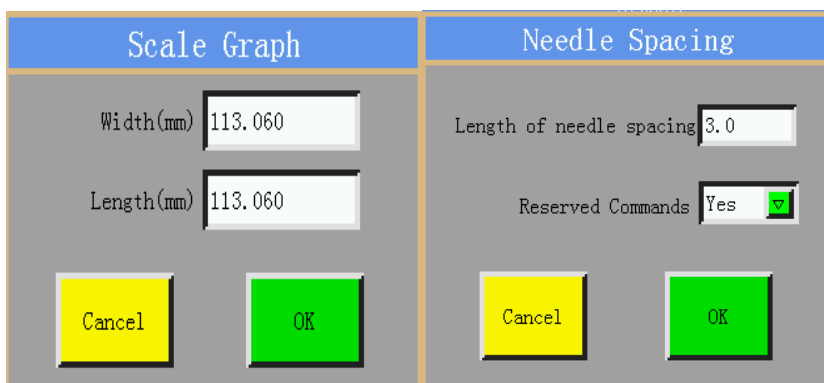 Scale Graph
Width(mm) 113.060
Length(mm) 113.060
Cancel OK
Needle Spacing
Length of needle spacing 3.0
Reserved Commands Yes
Cancel OK